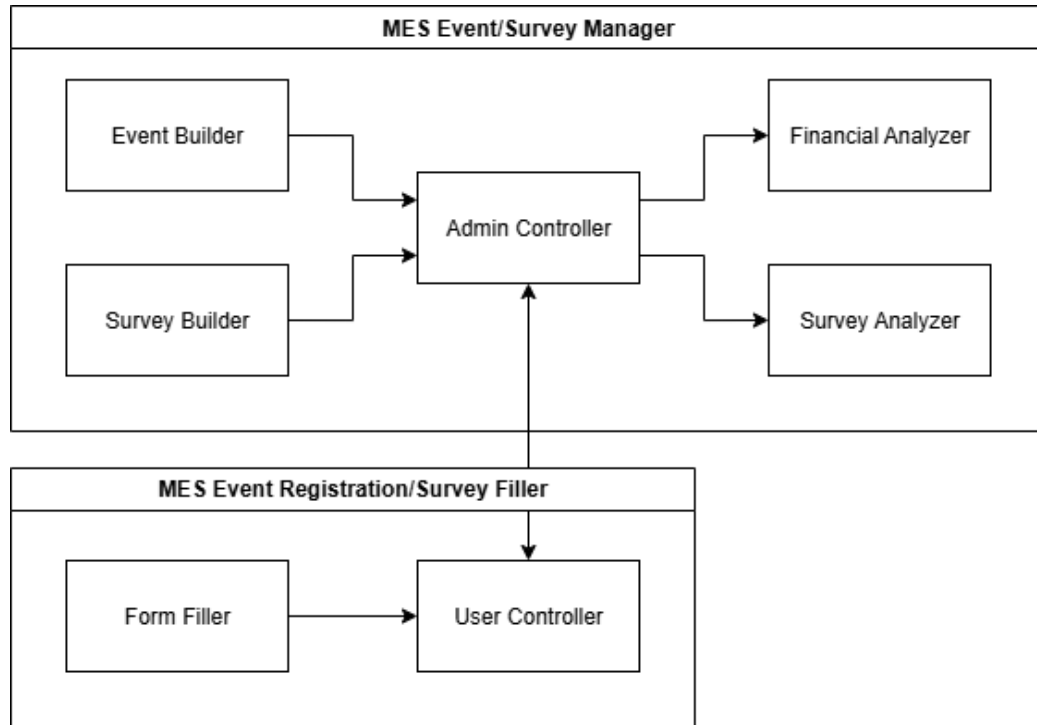 MES Event/Survey Manager
Event Builder
Financial Analyzer
Admin Controller
Survey Builder
Survey Analyzer
MES Event Registration/Survey Filler
Form Filler
User Controller